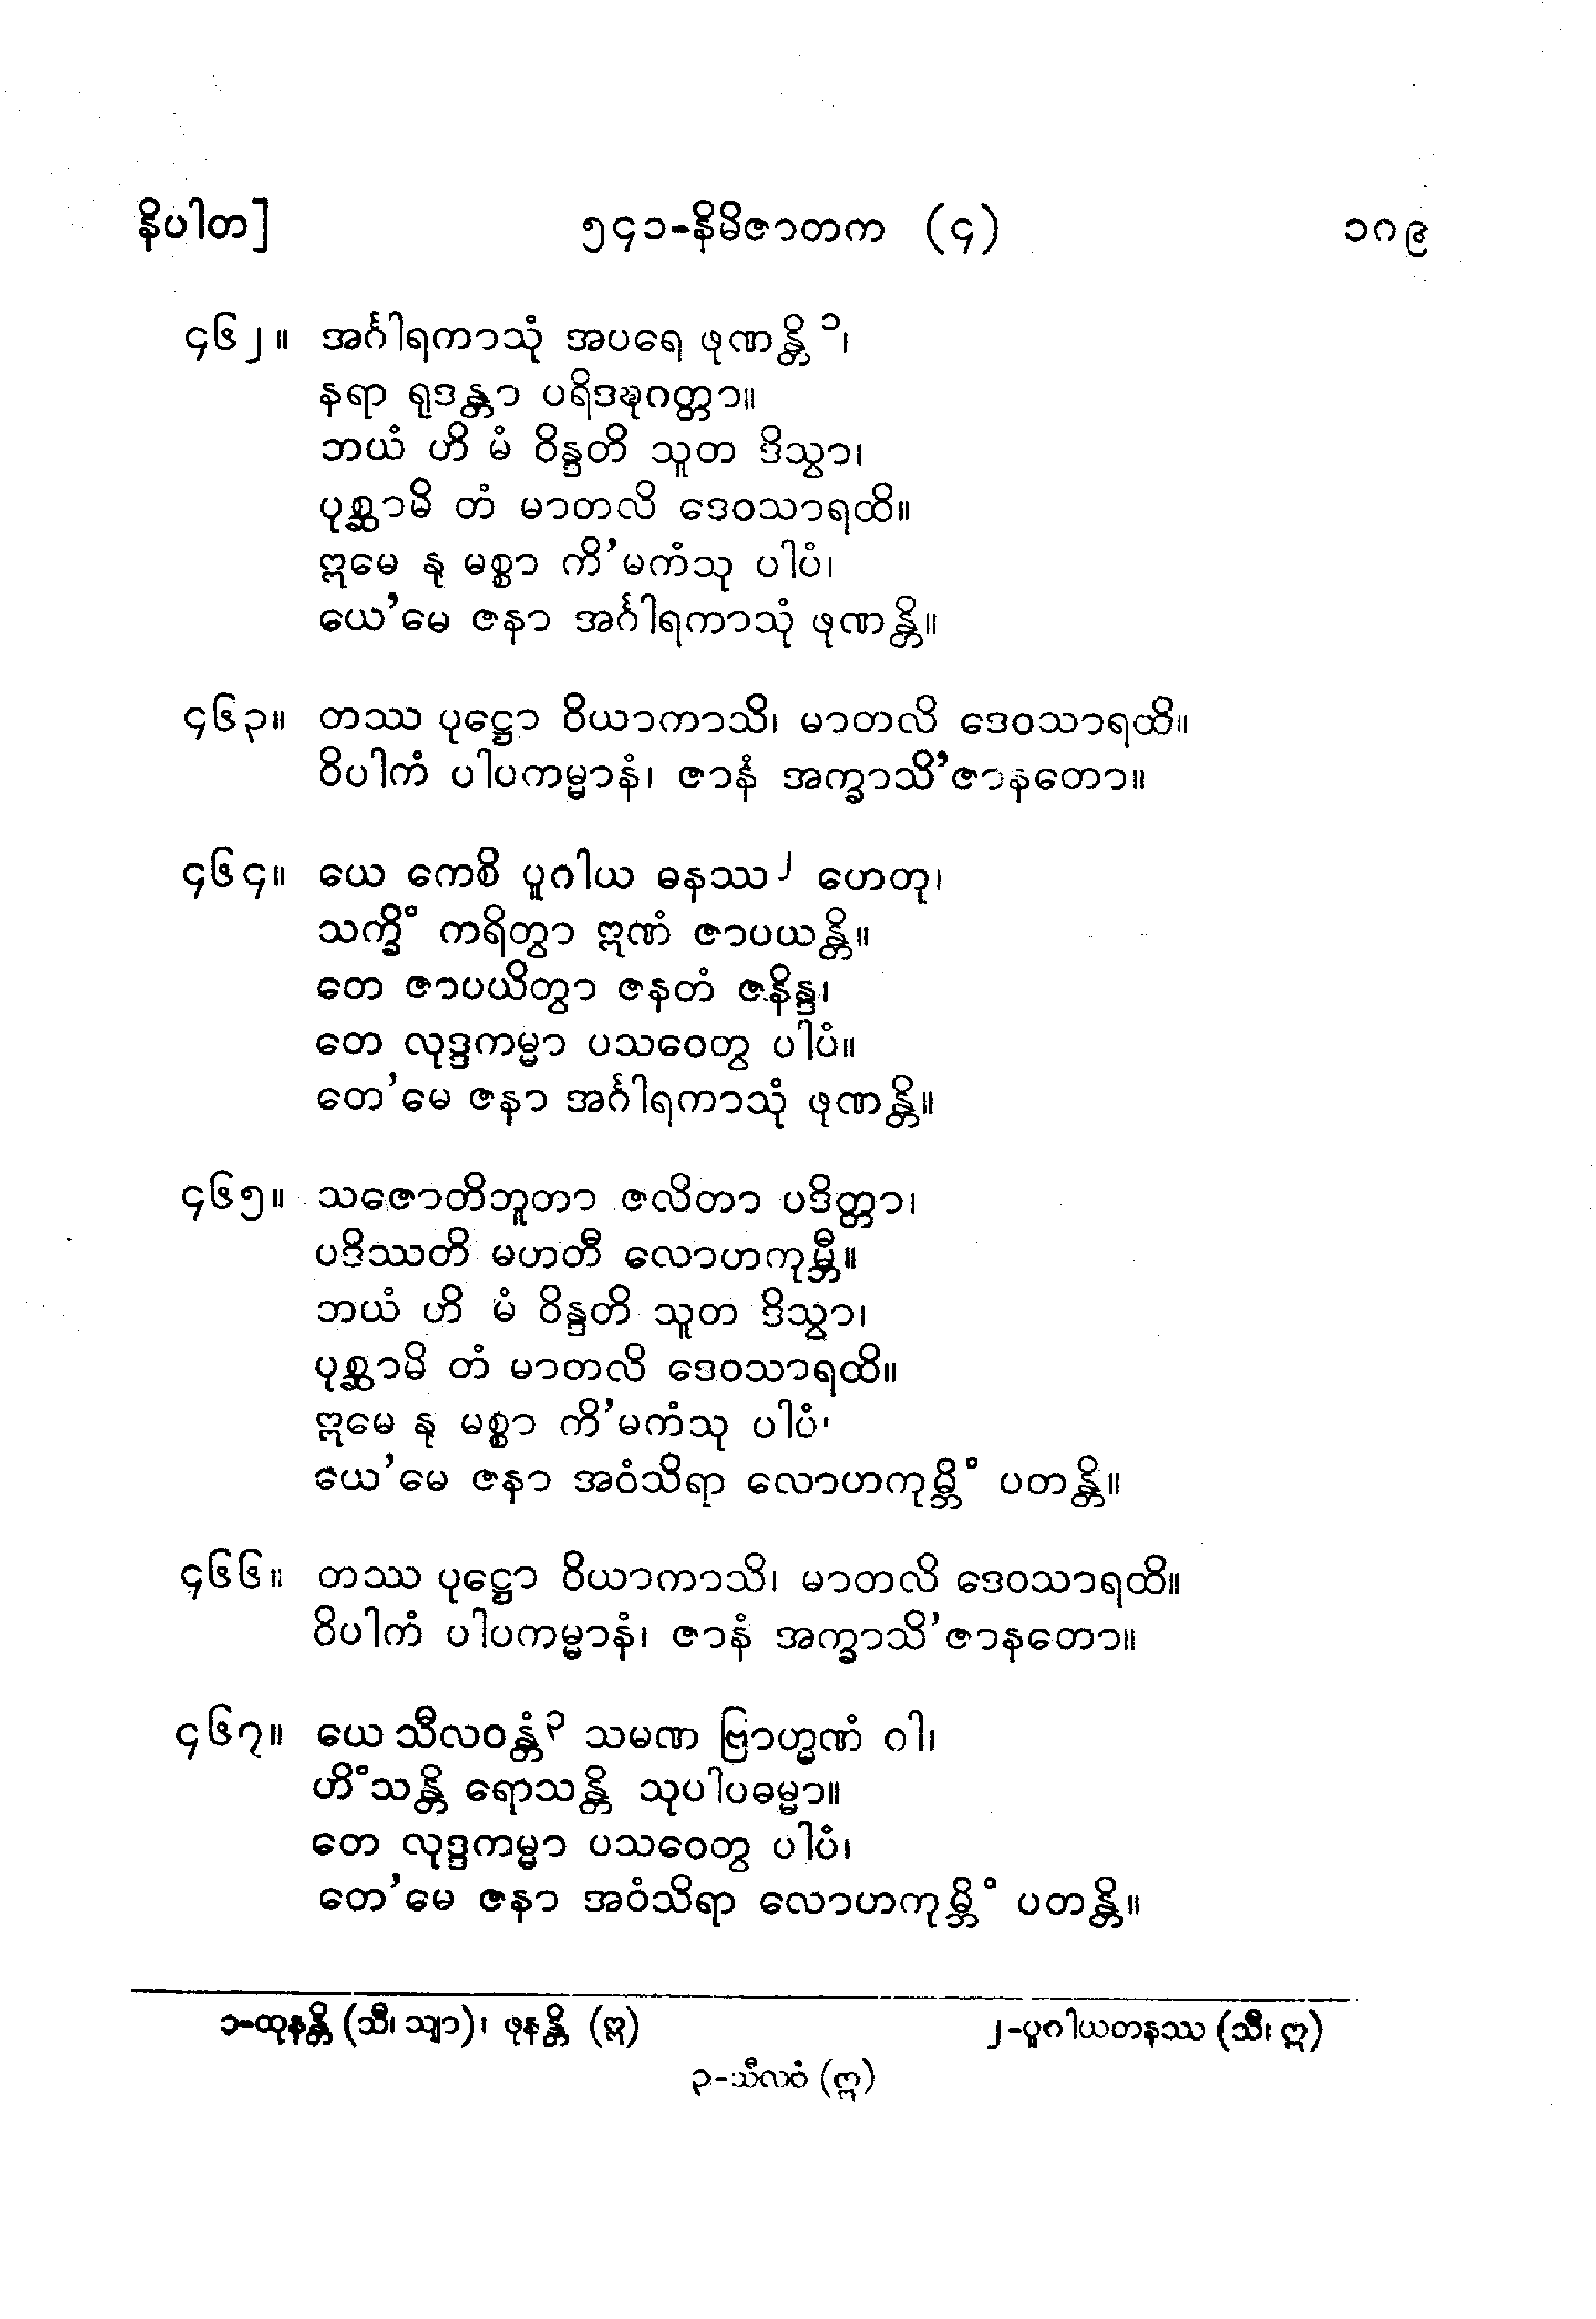 နိပါတ]	၅၄၁-နိမိဇာတက (၄)	၁၈၉
၄၆၂။ အင်္ဂါရကာသုံ အပရေ ဖုဏန္တိ ၁၊
နရာ ရုဒန္တာ ပရိဒဍ္ဎဂတ္တာ။
ဘယံ ဟိ မံ ဝိန္ဒတိ သူတ ဒိသွာ၊
ပုစ္ဆာမိ တံ မာတလိ ဒေဝသာရထိ။
ဣမေ နု မစ္စာ ကိ’မကံသု ပါပံ၊
ယေ’မေ ဇနာ အင်္ဂါရကာသုံ ဖုဏန္တိ။
၄၆၃။ တဿ ပုဋ္ဌော ဝိယာကာသိ၊ မာတလိ ဒေဝသာရထိ။
ဝိပါကံ ပါပကမ္မာနံ၊ ဇာနံ အက္ခာသိ’ဇာနတော။
၄၆၄။ ယေ ကေစိ ပူဂါယ ဓနဿ ၂ ဟေတု၊
သက္ခိံ ကရိတွာ ဣဏံ ဇာပယန္တိ။
တေ ဇာပယိတွာ ဇနတံ ဇနိန္ဒ၊
တေ လုဒ္ဒကမ္မာ ပသဝေတွ ပါပံ။
တေ’မေ ဇနာ အင်္ဂါရကာသုံ ဖုဏန္တိ။
၄၆၅။ သဇောတိဘူတာ ဇလိတာ ပဒိတ္တာ၊
ပဒိဿတိ မဟတီ လောဟကုမ္ဘီ။
ဘယံ ဟိ မံ ဝိန္ဒတိ သူတ ဒိသွာ၊
ပုစ္ဆာမိ တံ မာတလိ ဒေဝသာရထိ။
ဣမေ နု မစ္စာ ကိ’မကံသု ပါပံ၊
ယေ’မေ ဇနာ အဝံသိရာ လောဟကုမ္ဘိံ ပတန္တိ။
၄၆၆။ တဿ ပုဋ္ဌော ဝိယာကာသိ၊ မာတလိ ဒေဝသာရထိ။
ဝိပါကံ ပါပကမ္မာနံ၊ ဇာနံ အက္ခာသိ’ဇာနတော။
၄၆၇။ ယေ သီလဝန္တံ ၃ သမဏ ဗြာဟ္မဏံ ဝါ၊
ဟိံသန္တိ ရောသန္တိ သုပါပဓမ္မာ။
တေ လုဒ္ဒကမ္မာ ပသဝေတွ ပါပံ၊
တေ’မေ ဇနာ အဝံသိရာ လောဟကုမ္ဘိံ ပတန္တိ။
၁-ထုနန္တိ (သီ၊ သျာ)၊ ဖုနန္တိ (ဣ)	၂-ပူဂါယတနဿ (သီ၊ ဣ)
၃-သီလဝံ (ဣ)